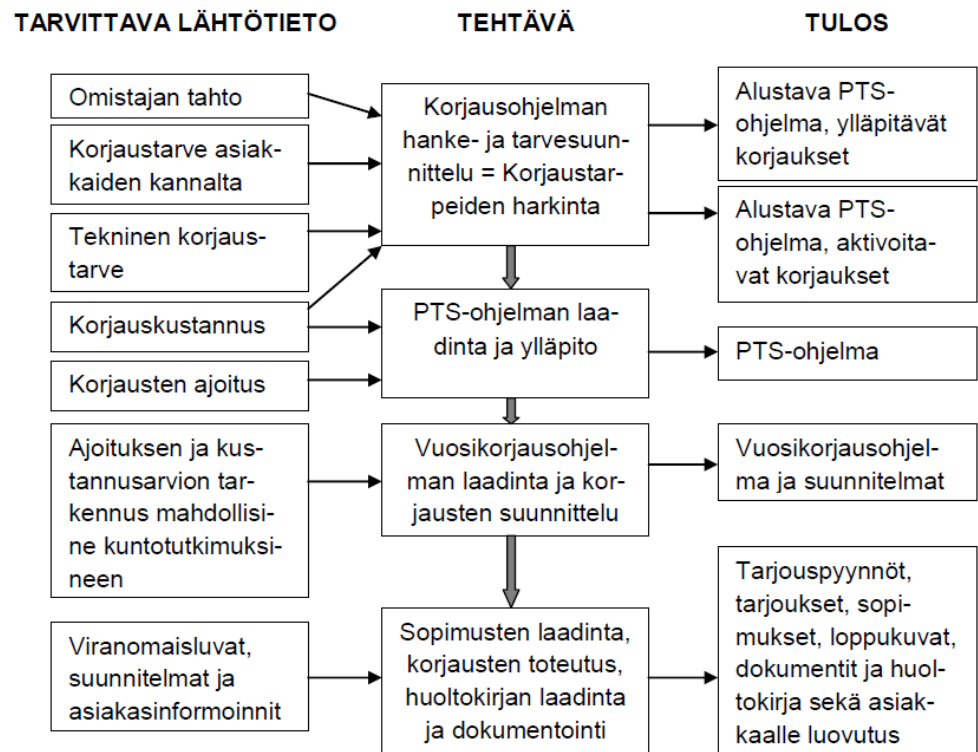 TARVITTAVA LÄHTÖTIETO
TEHTÄVÄ
TULOS
Omistajan tahto
Korjaustarve asiak-
kaiden kannalta
Tekninen korjaus-
tarve
Korjauskustannus
Korjausten ajoitus
Ajoituksen ja kus-
tannusarvion tar-
kennus mahdollisi-
ne kuntotutkimuksi-
neen
Viranomaisluvat,
suunnitelmat ja
asiakasinformoinnit
Korjausohjelman
hanke- ja tarvesuun-
nittelu = Korjaustar-
peiden harkinta
PTS-ohjelman laa-
dinta ja ylläpito
Vuosikorjausohjel-
man laadinta ja kor-
jausten suunnittelu
Sopimusten laadinta,
korjausten toteutus,
huoltokirjan laadinta
ja dokumentointi
Alustava PTS-
ohjelma, ylläpitävät
korjaukset
Alustava PTS-
ohjelma, aktivoita-
vat korjaukset
PTS-ohjelma
Vuosikorjausohjel-
ma ja suunnitelmat
Tarjouspyynnöt,
tarjoukset, sopi-
mukset, loppukuvat,
dokumentit ja huol-
tokirja sekä asiak-
kaalle luovutus